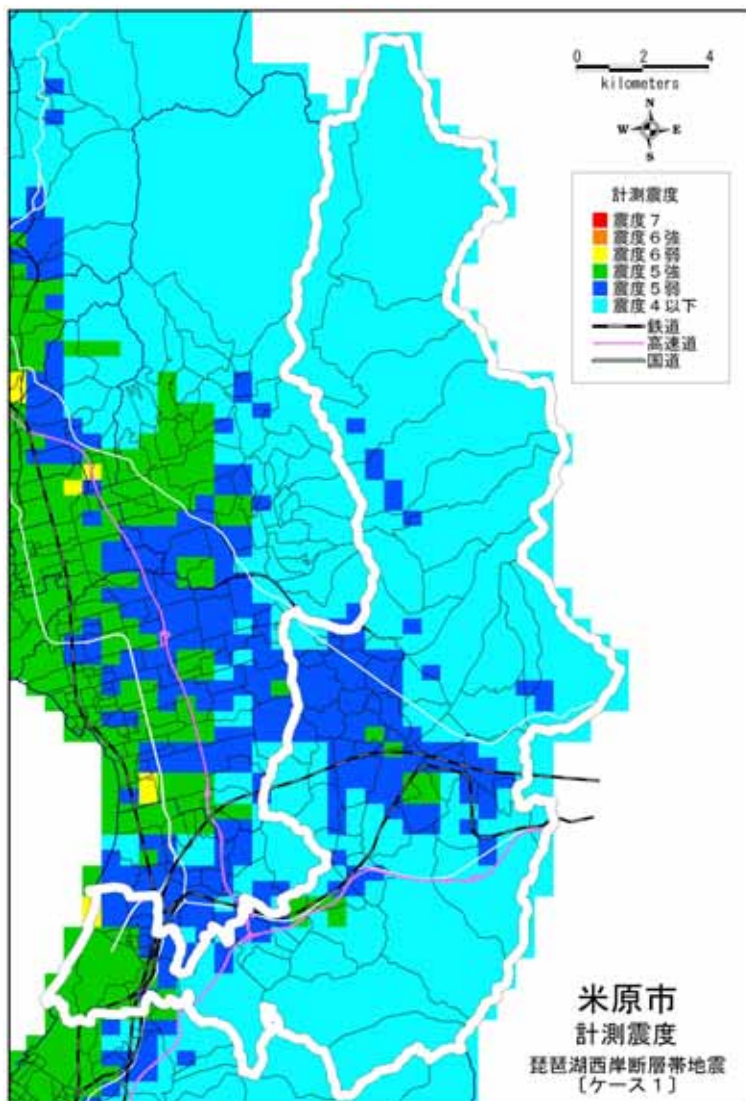 0 2 4
kilometers
N
W E
S
計測震度
震度7
震度6強
震度6弱
震度5強
震度5弱
震度4以下
鉄道
高速道
国道
米原市
計測震度
琵琶湖西岸断層帯地震
〔ケース1〕